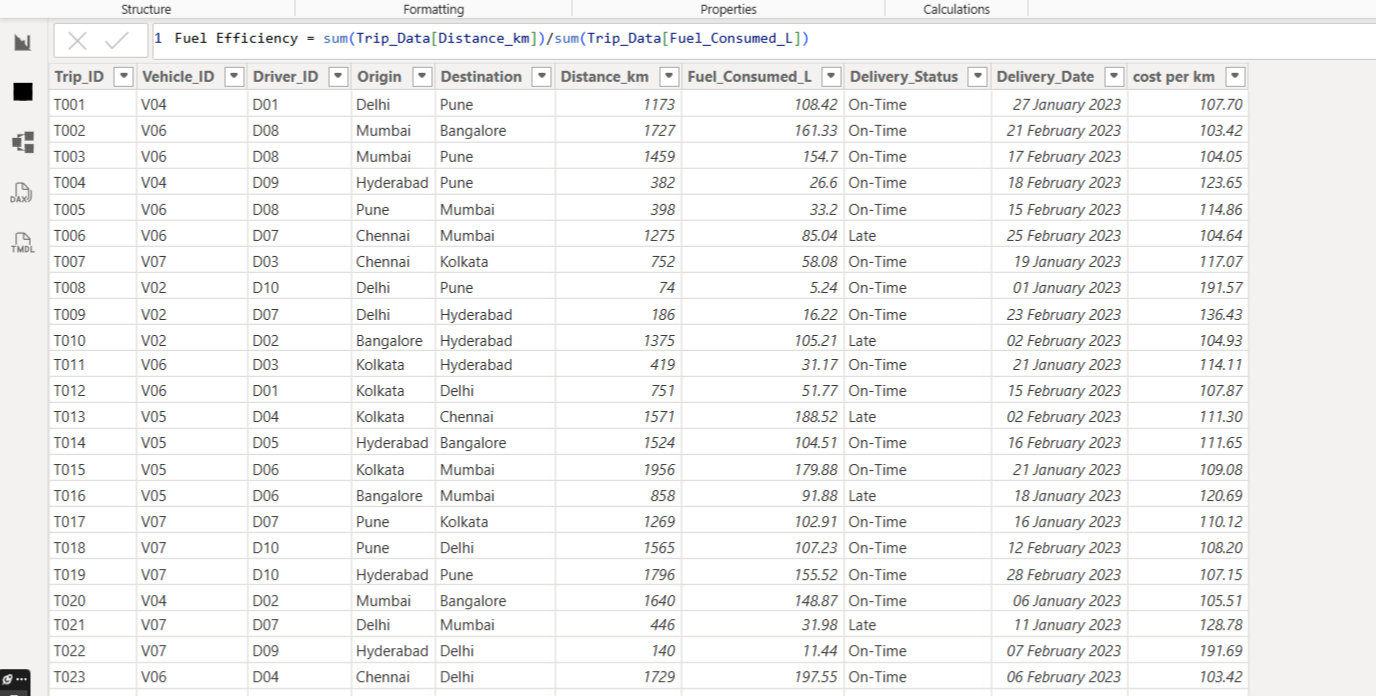 Structure Formatting Properties Calculations
1 Fuel Efficiency = sum(Trip_Data[Distance_km])/sum(Trip_Data[Fuel_Consumed_L])
Trip_ID Vehicle_ID Driver_ID Origin Destination Distance_km Fuel_Consumed_L Delivery_Status Delivery_Date cost per km
T001 V04 D01 Delhi Pune 1173 108.42 On-Time 27 January 2023 107.70
T002 V06 D08 Mumbai Bangalore 1727 161.33 On-Time 21 February 2023 103.42
T003 V06 D08 Mumbai Pune 1459 154.7 On-Time 17 February 2023 104.05
T004 V04 D09 Hyderabad Pune 382 26.6 On-Time 18 February 2023 123.65
DAX
T005 V06 D08 Pune Mumbai 398 33.2 On-Time 15 February 2023 114.86
T006 V06 D07 Chennai Mumbai 1275 85.04 Late 25 February 2023 104.64
TMDL
T007 V07 D03 Chennai Kolkata 752 58.08 On-Time 19 January 2023 117.07
T008 V02 D10 Delhi Pune 74 5.24 On-Time 01 January 2023 191.57
T009 V02 D07 Delhi Hyderabad 186 16.22 On-Time 23 February 2023 136.43
T010 V02 D02 Bangalore Hyderabad 1375 105.21 Late 02 February 2023 104.93
T011 V06 D03 Kolkata Hyderabad 419 31.17 On-Time 21 January 2023 114.11
T012 V06 D01 Kolkata Delhi 751 51.77 On-Time 15 February 2023 107.87
T013 V05 D04 Kolkata Chennai 1571 188.52 Late 02 February 2023 111.30
T014 V05 D05 Hyderabad Bangalore 1524 104.51 On-Time 16 February 2023 111.65
T015 V05 D06 Kolkata Mumbai 1956 179.88 On-Time 21 January 2023 109.08
T016 V05 D06 Bangalore Mumbai 858 91.88 Late 18 January 2023 120.69
T017 V07 D07 Pune Kolkata 1269 102.91 On-Time 16 January 2023 110.12
T018 V07 D10 Pune Delhi 1565 107.23 On-Time 12 February 2023 108.20
T019 V07 D10 Hyderabad Pune 1796 155.52 On-Time 28 February 2023 107.15
T020 V04 D02 Mumbai Bangalore 1640 148.87 On-Time 06 January 2023 105.51
T021 V07 D07 Delhi Mumbai 446 31.98 Late 11 January 2023 128.78
T022 V07 D09 Hyderabad Delhi 140 11.44 On-Time 07 February 2023 191.69
T023 V06 D04 Chennai Delhi 1729 197.55 On-Time 06 February 2023 103.42